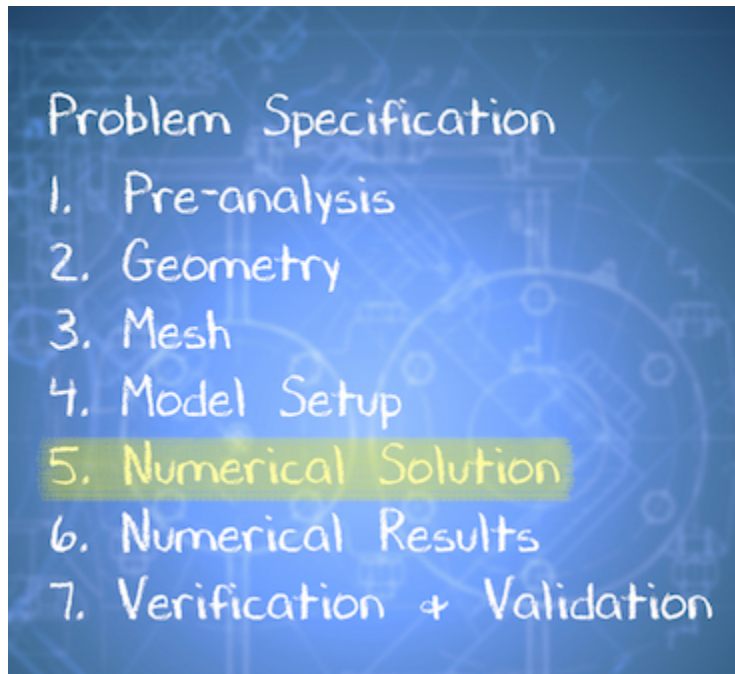 Problem Specification
1. Pre-analysis
2. Geometry
3. Mesh
4. Model Setup
5. Numerical Solution
6. Numerical Results
7. Verification & Validation